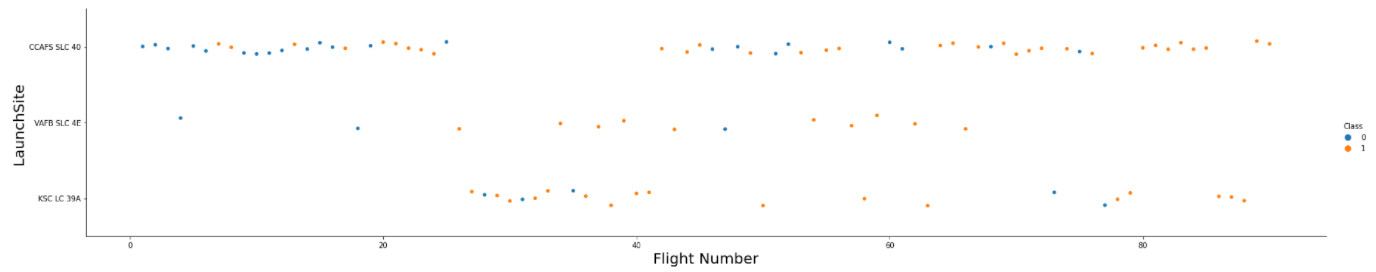 LaunchSite
CCAFS SLC 40
VAFB SLC 4E
KSC LC 39A
0 20 40 60 80
Flight Number
Class
0
1